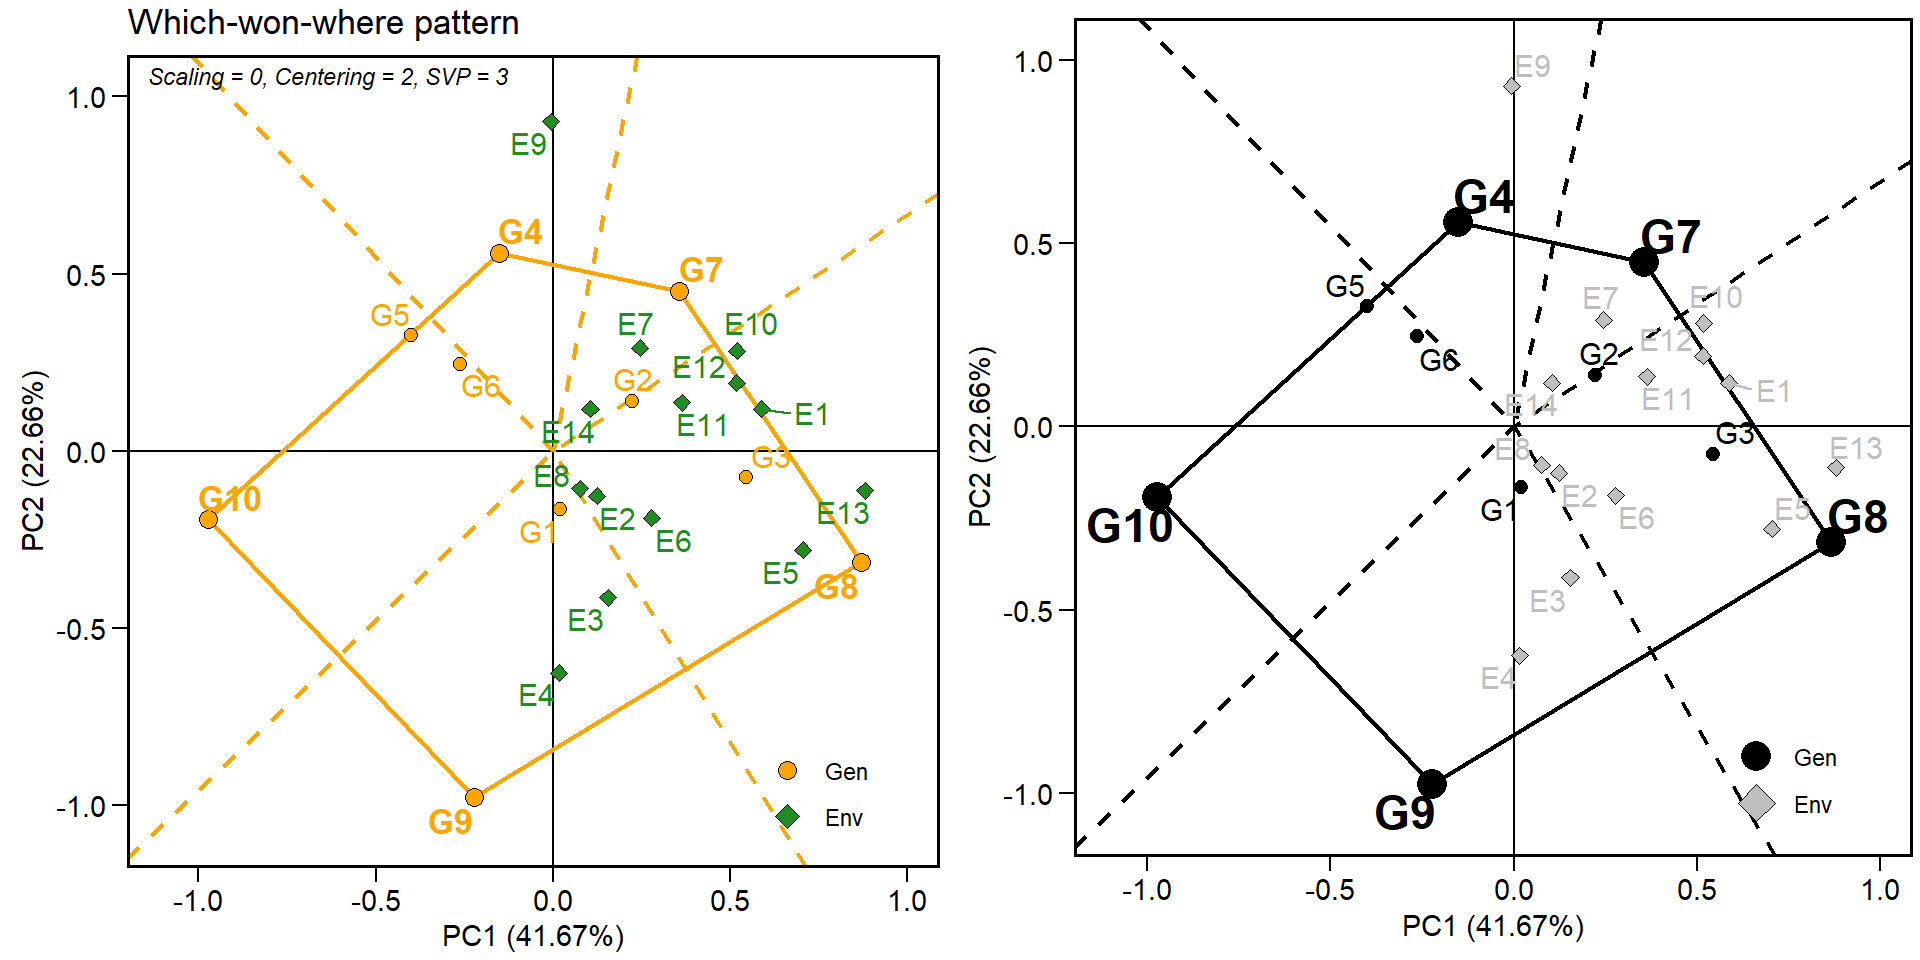 Which-won-where pattern
Scaling = 0, Centering = 2, SVP = 3
1.0
0.5
0.0
-0.5
-1.0
PC2 (22.66%)
E9
G4
G7
G5
E7
E10
G6
G2
E12
E14
E11
E1
G3
E8
G10
G1
E2
E13
E6
E5
G8
E3
E4
G9
Gen
Env
-1.0
-0.5
0.0
0.5
1.0
PC1 (41.67%)
1.0
0.5
0.0
-0.5
-1.0
PC2 (22.66%)
E9
G4
G7
G5
E7
E10
G6
G2
E12
E14
E11
E1
G3
E8
E13
G10
G1
E2
E6
E5
G8
E3
E4
G9
Gen
Env
-1.0
-0.5
0.0
0.5
1.0
PC1 (41.67%)